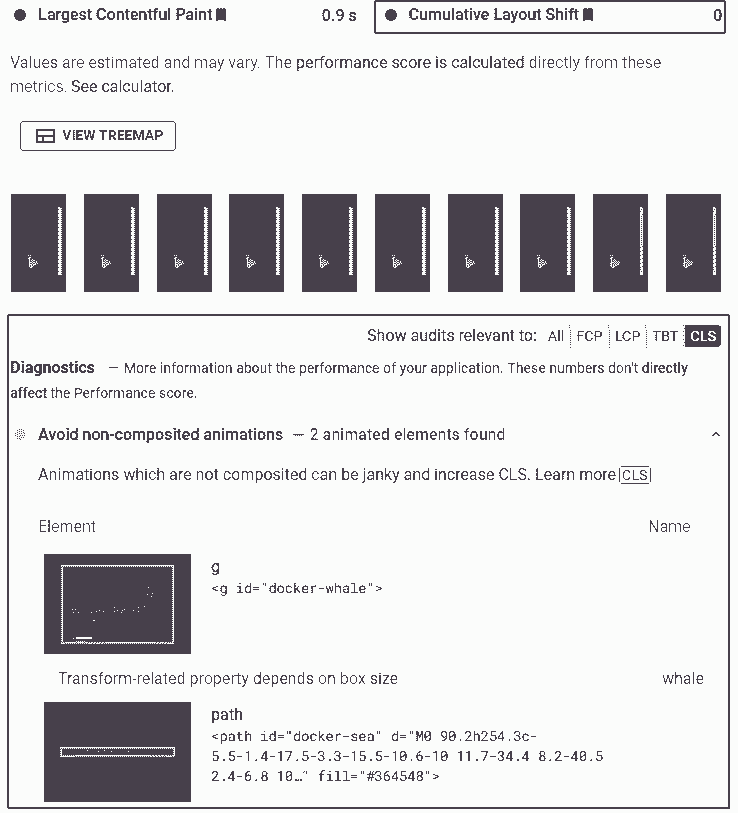 Largest Contentful Paint 0.9 s Cumulative Layout Shift 0
Values are estimated and may vary. The performance score is calculated directly from these
metrics. See calculator.
VIEW TREEMAP
Show audits relevant to: All FCP LCP TBT CLS
Diagnostics — More information about the performance of your application. These numbers don't directly
affect the Performance score.
Avoid non-composited animations — 2 animated elements found
Animations which are not composited can be janky and increase CLS. Learn more CLS
Element Name
g
<g id="docker-whale">
Transform-related property depends on box size whale
path
<path id="docker-sea" d="M0 90.2h254.3c-
5.5-1.4-17.5-3.3-15.5-10.6-10 11.7-34.4 8.2-40.5
2.4-6.8 10…" fill="#364548">